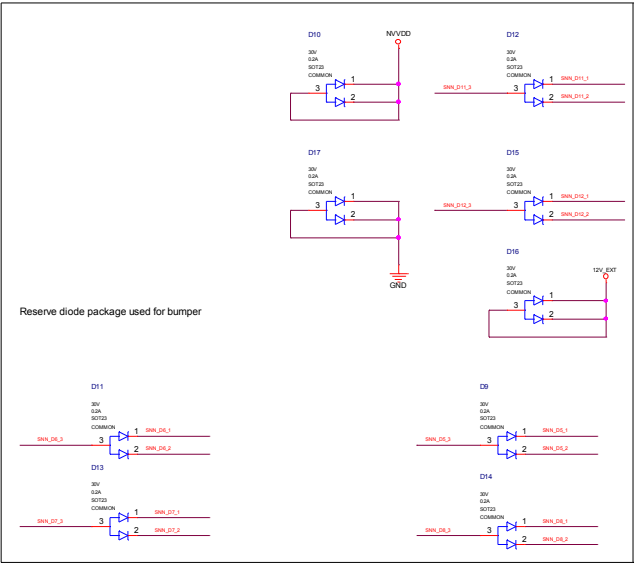 D10
30V
0.2A
SOT23
COMMON
NVVDD
3
1
2
D12
30V
0.2A
SOT23
COMMON
SNN_D11_3
3
1
SNN_D11_1
2
SNN_D11_2
D17
30V
0.2A
SOT23
COMMON
3
1
2
GND
D15
30V
0.2A
SOT23
COMMON
SNN_D12_3
3
1
SNN_D12_1
2
SNN_D12_2
D16
30V
0.2A
SOT23
COMMON
12V_EXT
3
1
2
Reserve diode package used for bumper
D11
30V
0.2A
SOT23
COMMON
SNN_D6_3
3
1
SNN_D6_1
2
SNN_D6_2
D9
30V
0.2A
SOT23
COMMON
SNN_D5_3
3
1
SNN_D5_1
2
SNN_D5_2
D13
30V
0.2A
SOT23
COMMON
SNN_D7_3
3
1
SNN_D7_1
2
SNN_D7_2
D14
30V
0.2A
SOT23
COMMON
SNN_D8_3
3
1
SNN_D8_1
2
SNN_D8_2